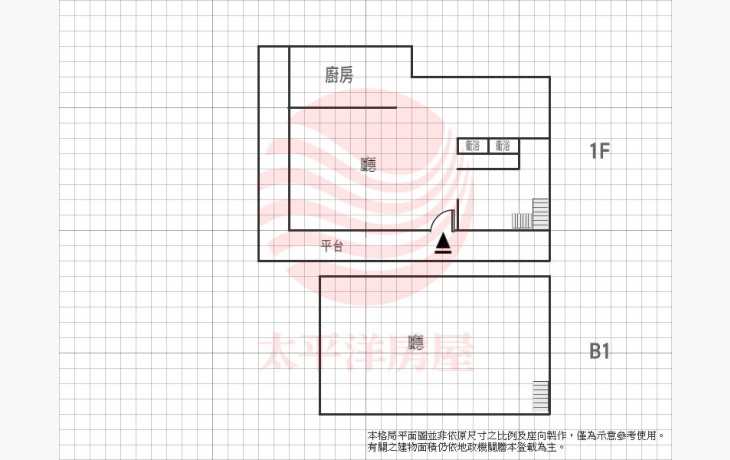 廚房
衛浴 衛浴
1F
廳
平台
廳
太平洋房屋
B1
本格局平面圖並非依原尺寸之比例及座向製作，僅為示意參考使用。
有關之建物面積仍依地政機關謄本登載為主。